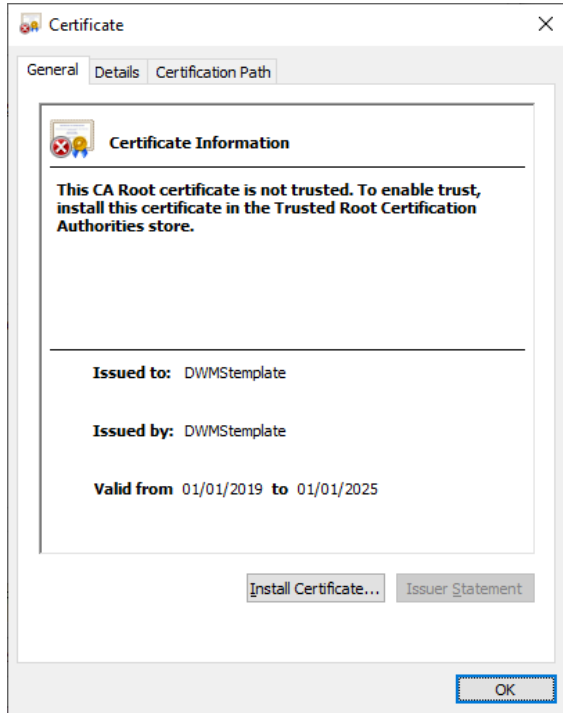 Certificate
General Details Certification Path
Certificate Information
This CA Root certificate is not trusted. To enable trust,
install this certificate in the Trusted Root Certification
Authorities store.
Issued to: DWMStemplate
Issued by: DWMStemplate
Valid from 01/01/2019 to 01/01/2025
Install Certificate... Issuer Statement
OK